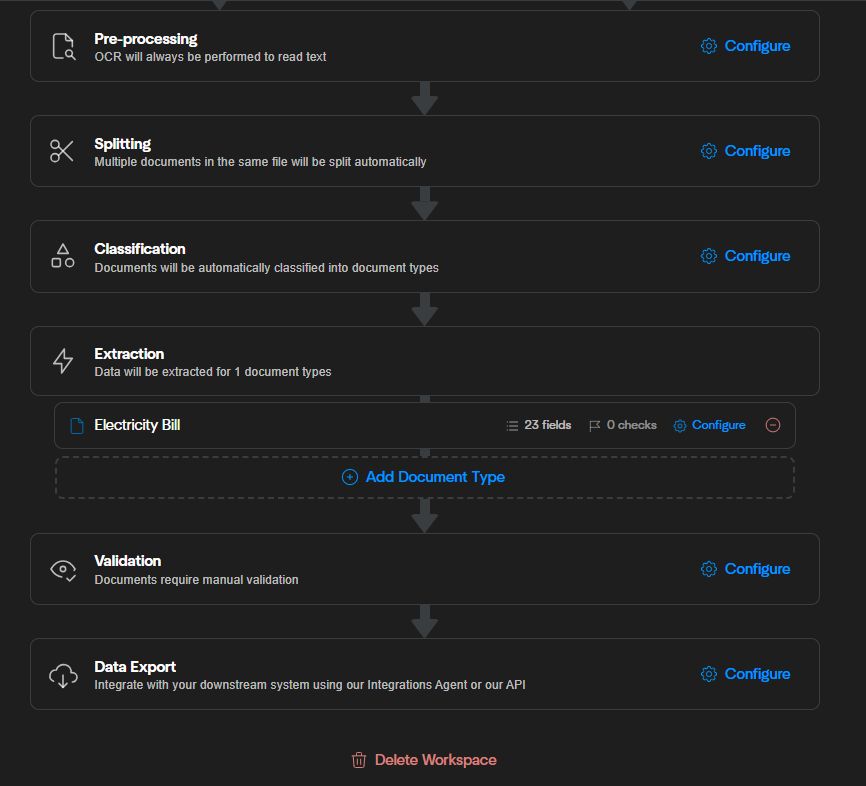 Pre-processing
OCR will always be performed to read text
Configure
Splitting
Multiple documents in the same file will be split automatically
Configure
Classification
Documents will be automatically classified into document types
Configure
Extraction
Data will be extracted for 1 document types
Electricity Bill 23 fields 0 checks Configure
Add Document Type
Validation
Documents require manual validation
Configure
Data Export
Integrate with your downstream system using our Integrations Agent or our API
Configure
Delete Workspace